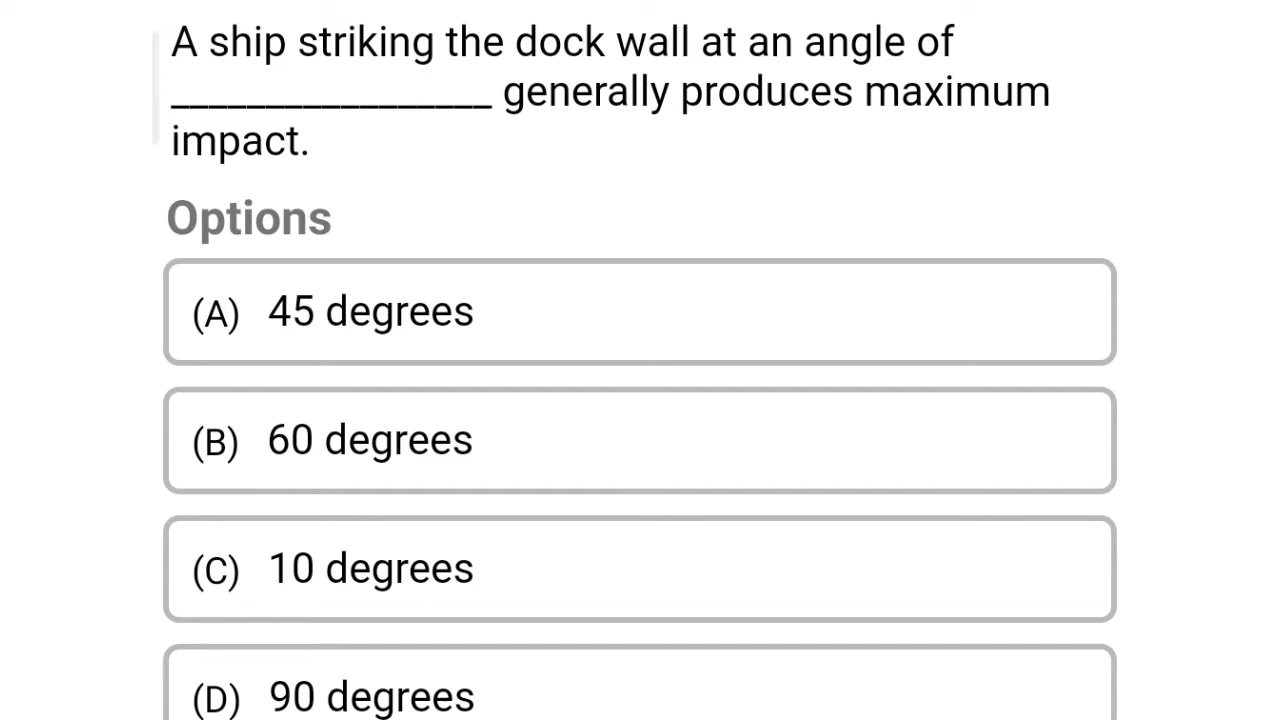 A ship striking the dock wall at an angle of
_________________ generally produces maximum
impact.
Options
(A) 45 degrees
(B) 60 degrees
(C) 10 degrees
(D) 90 degrees